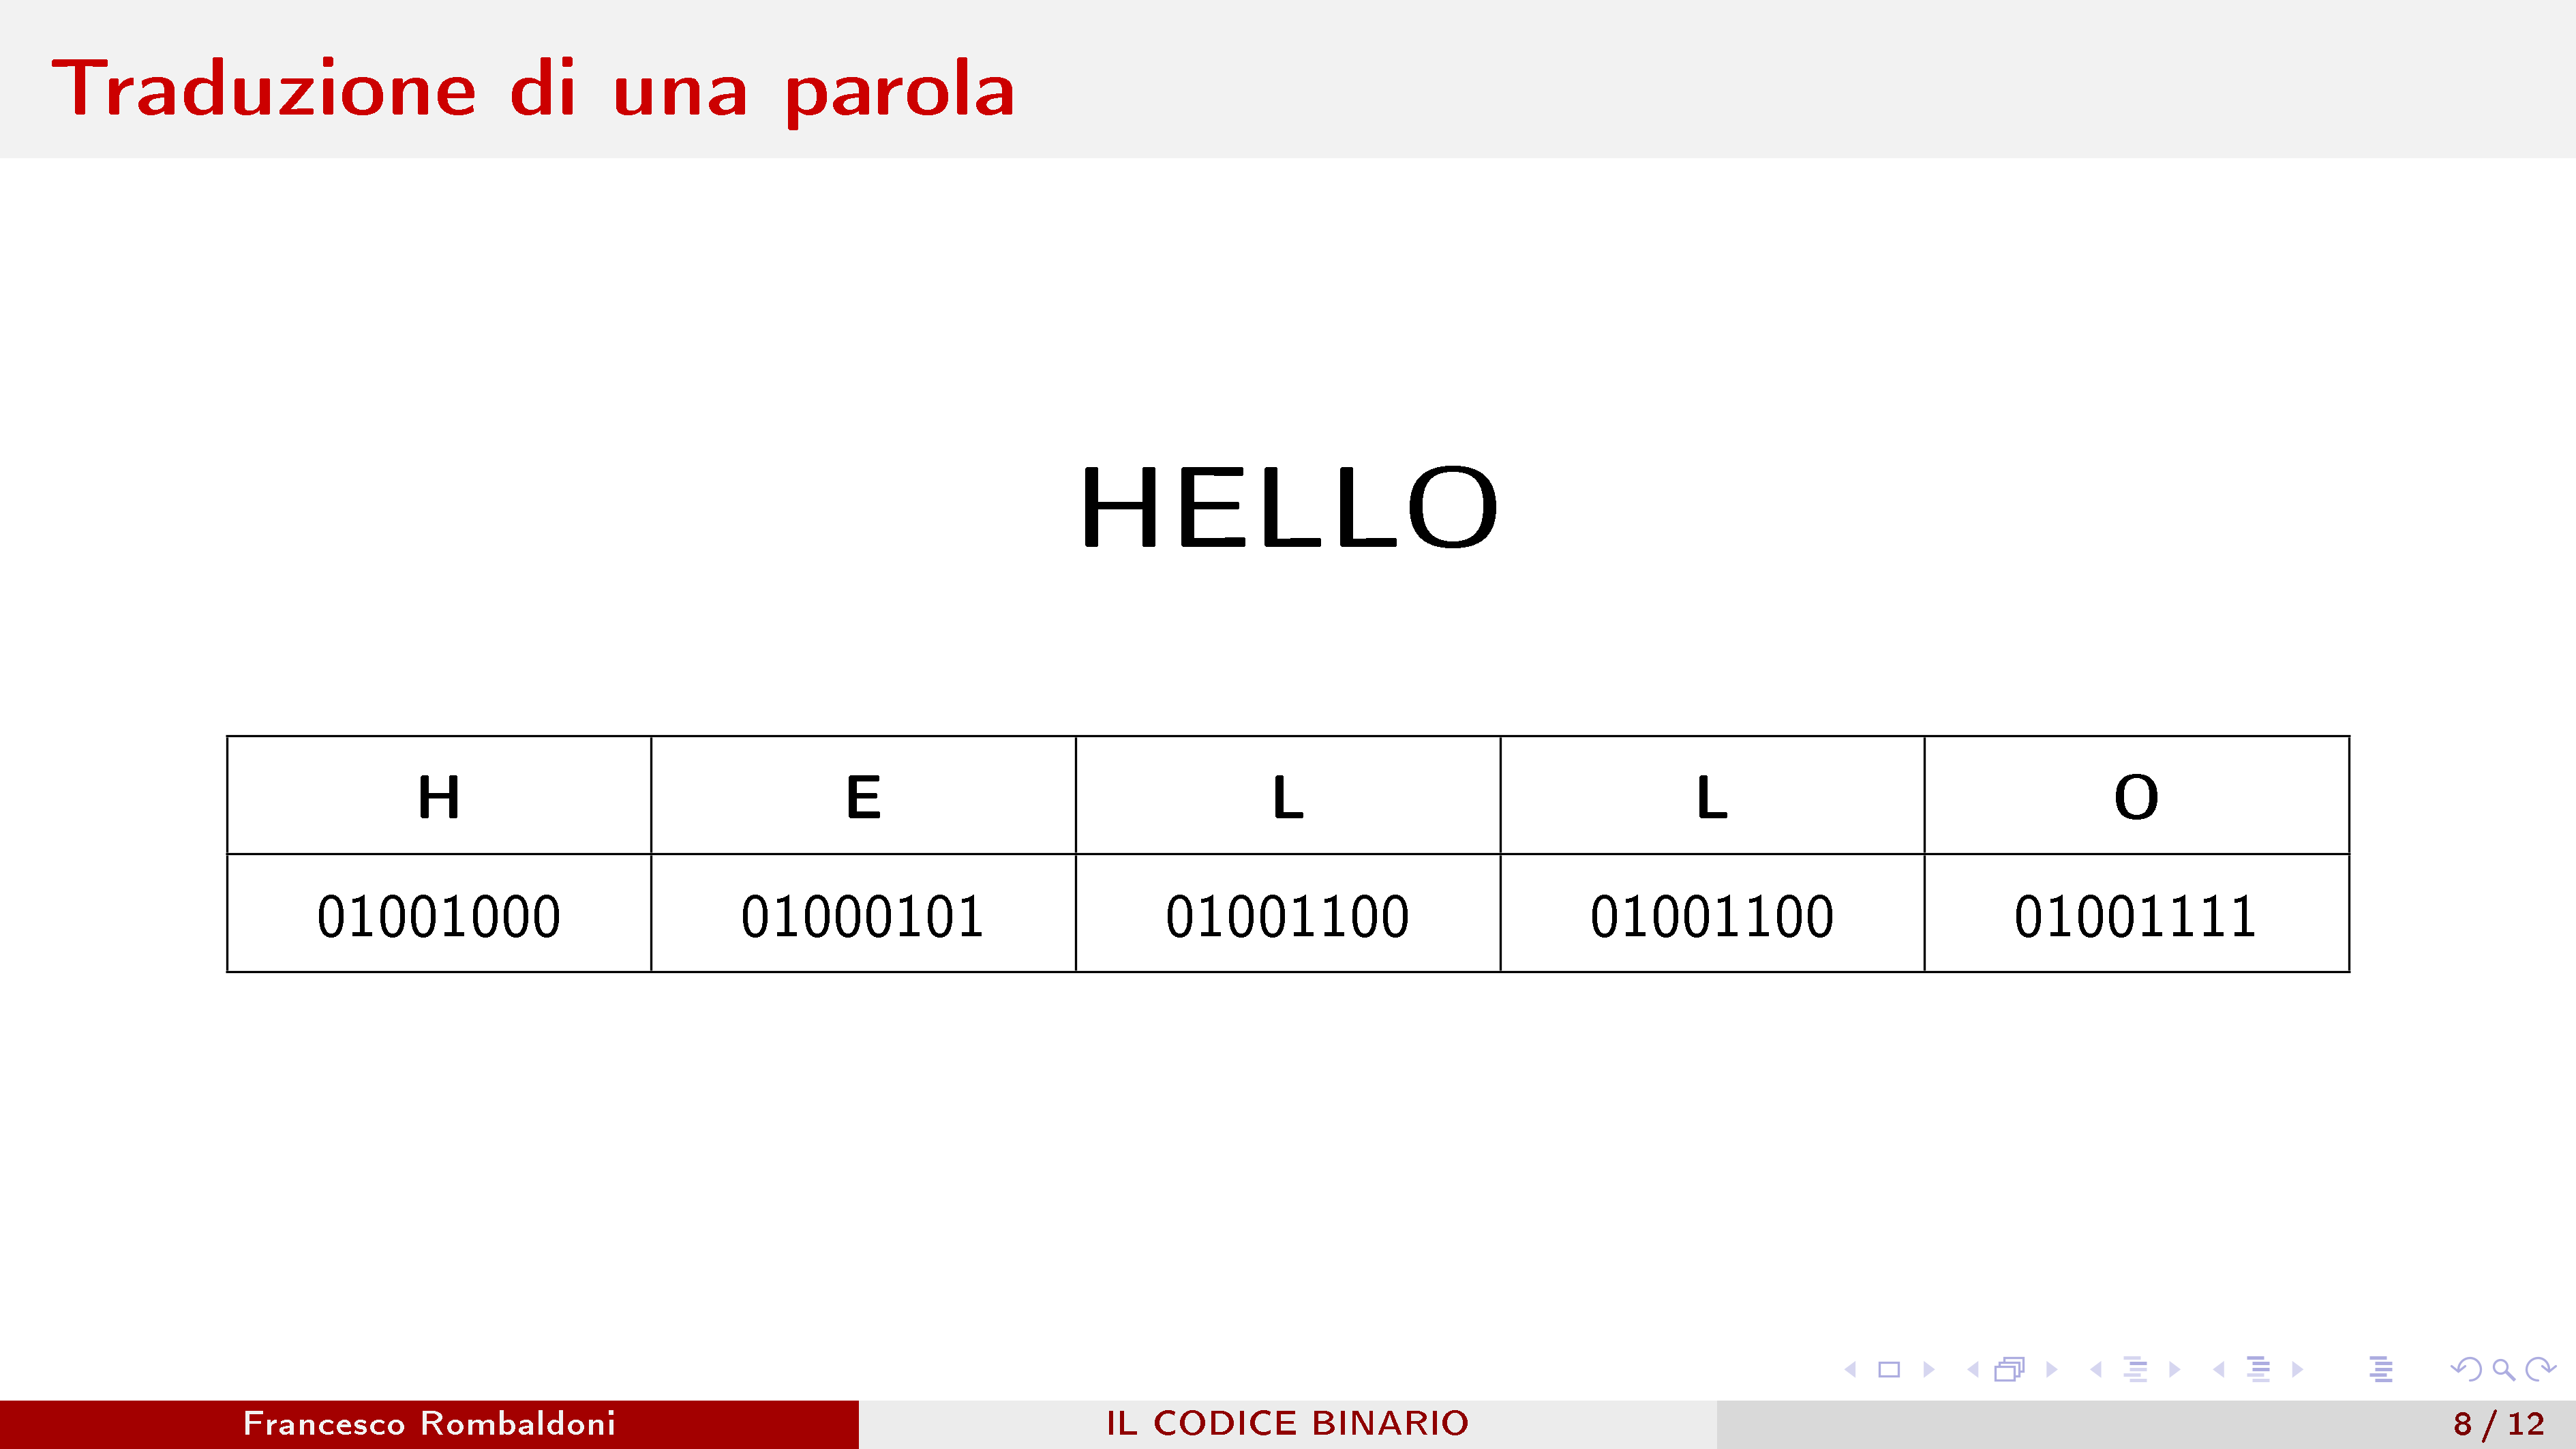 Traduzione di una parola
HELLO
H E L L O
01001000 01000101 01001100 01001100 01001111
Francesco Rombaldoni IL CODICE BINARIO 8 / 12